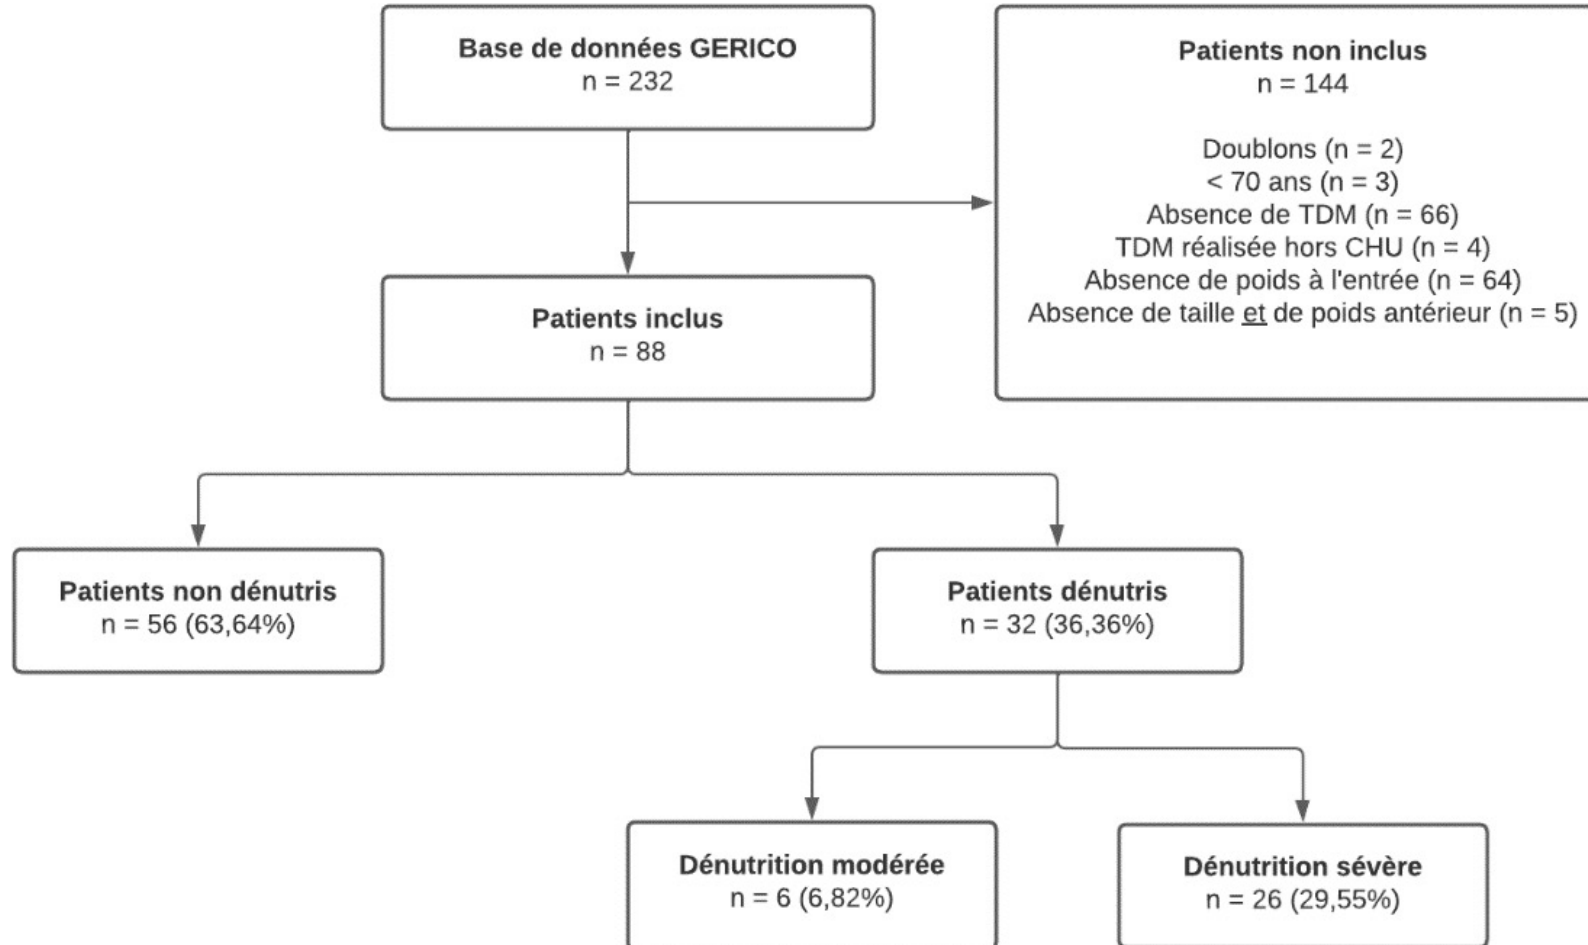 Base de données GERICO
n = 232
Patients non inclus
n = 144
Doublons (n = 2)
< 70 ans (n = 3)
Absence de TDM (n = 66)
TDM réalisée hors CHU (n = 4)
Absence de poids à l'entrée (n = 64)
Absence de taille et de poids antérieur (n = 5)
Patients inclus
n = 88
Patients non dénutris
n = 56 (63,64%)
Patients dénutris
n = 32 (36,36%)
Dénutrition modérée
n = 6 (6,82%)
Dénutrition sévère
n = 26 (29,55%)